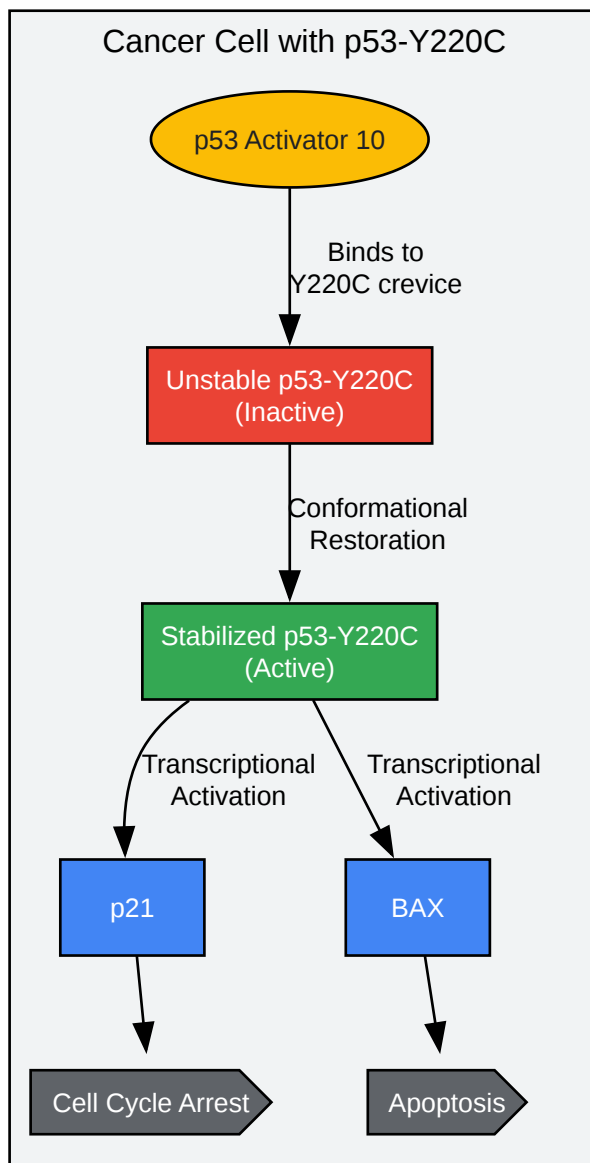 Cancer Cell with p53-Y220C
p53 Activator 10
Binds to
Y220C crevice
Unstable p53-Y220C
(Inactive)
Conformational
Restoration
Stabilized p53-Y220C
(Active)
Transcriptional
Activation
Transcriptional
Activation
p21
BAX
Cell Cycle Arrest
Apoptosis